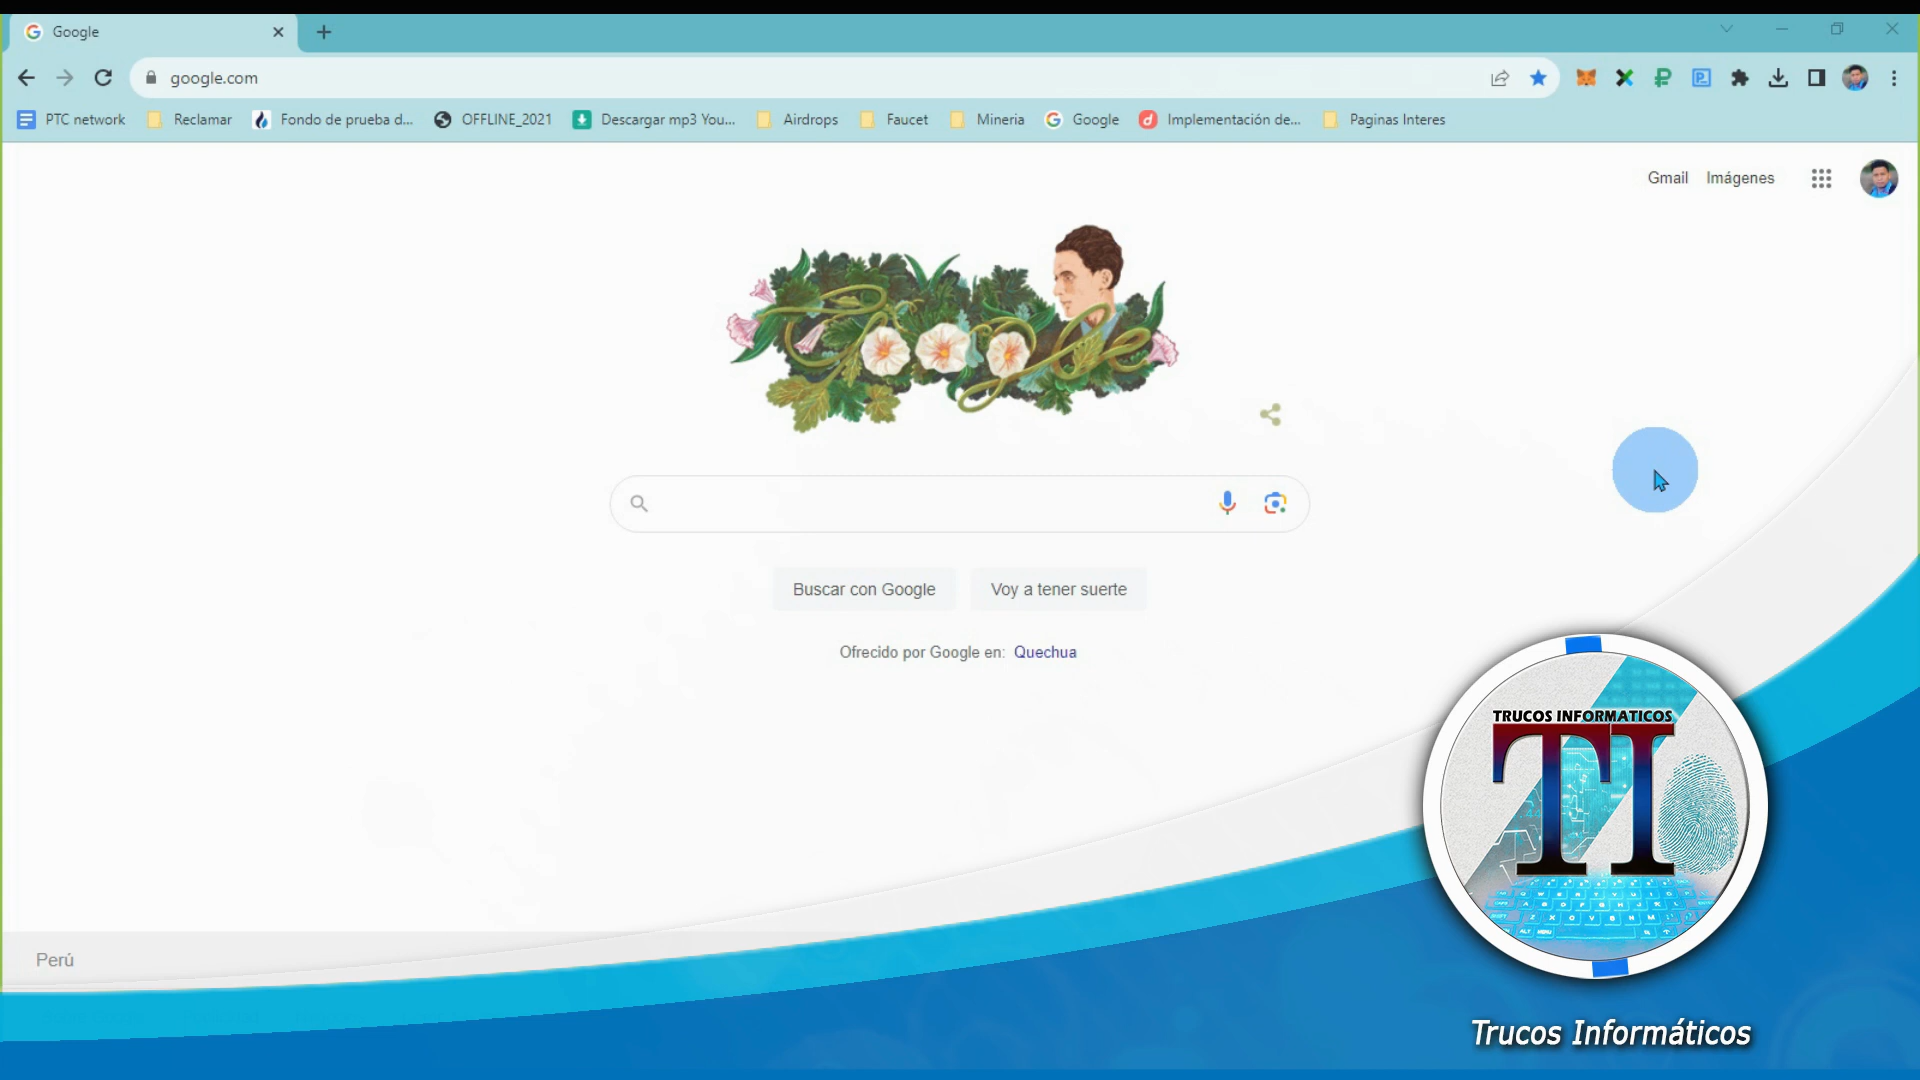 Google
google.com
PTC network
Reclamar
Fondo de prueba d...
OFFLINE_2021
Descargar mp3 You...
Airdrops
Faucet
Mineria
Google
Implementación de...
Paginas Interes
Gmail
Imágenes
Google
Buscar con Google
Voy a tener suerte
Ofrecido por Google en: Quechua
TRUCOS INFORMATICOS
TI
Perú
Trucos Informáticos